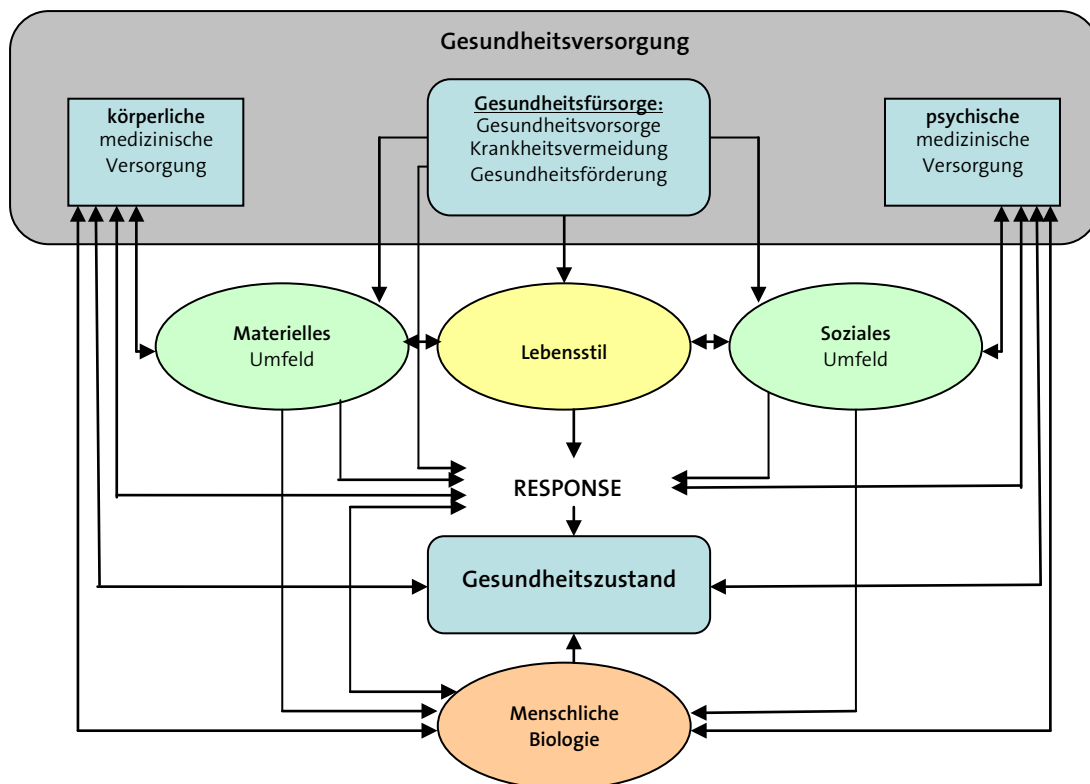 Gesundheitsversorgung
körperliche
medizinische
Versorgung
Gesundheitsfürsorge:
Gesundheitsvorsorge
Krankheitsvermeidung
Gesundheitsförderung
psychische
medizinische
Versorgung
Materielles
Umfeld
Lebensstil
Soziales
Umfeld
RESPONSE
Gesundheitszustand
Menschliche
Biologie